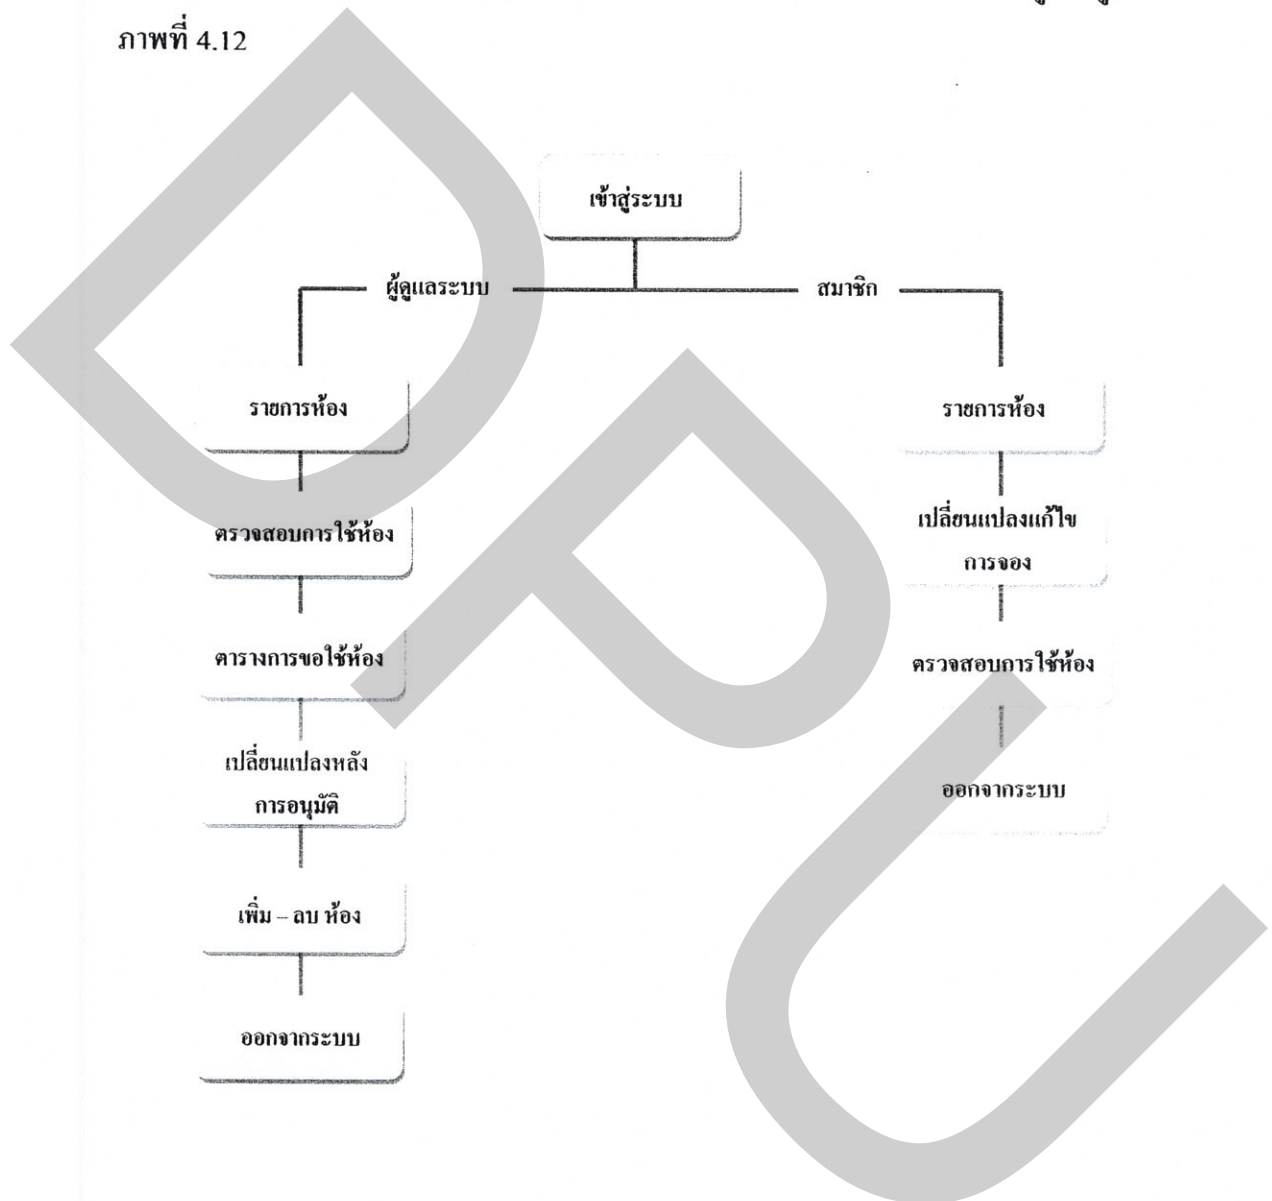 ภาพที่ 4.12
เข้าสู่ระบบ
ผู้ดูแลระบบ
สมาชิก
รายการห้อง
ตรวจสอบการใช้ห้อง
ตารางการขอใช้ห้อง
เปลี่ยนแปลงหลัง
การอนุมัติ
เพิ่ม – ลบ ห้อง
ออกจากระบบ
รายการห้อง
เปลี่ยนแปลงแก้ไข
การจอง
ตรวจสอบการใช้ห้อง
ออกจากระบบ
DPU